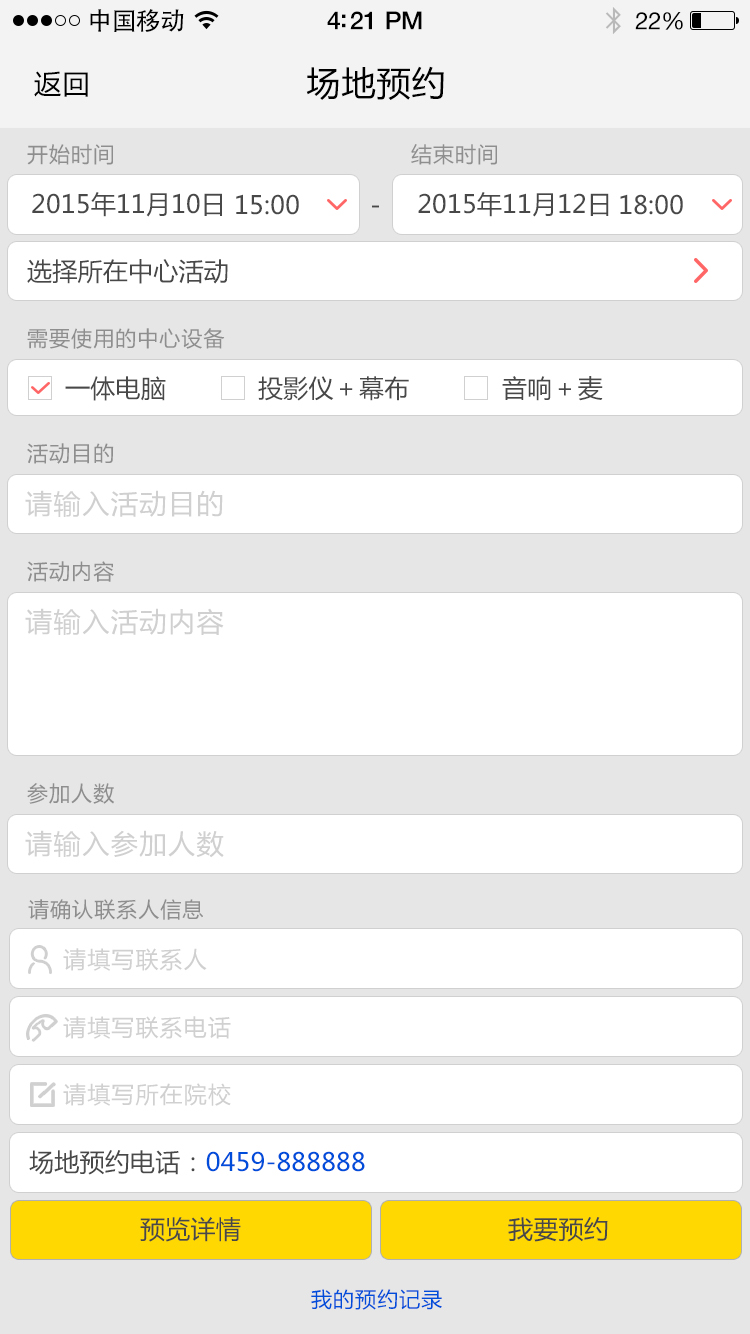 中国移动 4:21 PM 22%
返回 场地预约
开始时间 结束时间
2015年11月10日 15:00 - 2015年11月12日 18:00
选择所在中心活动
需要使用的中心设备
一体电脑 投影仪+幕布 音响+麦
活动目的
请输入活动目的
活动内容
请输入活动内容
参加人数
请输入参加人数
请确认联系人信息
请填写联系人
请填写联系电话
请填写所在院校
场地预约电话：0459-888888
预览详情 我要预约
我的预约记录